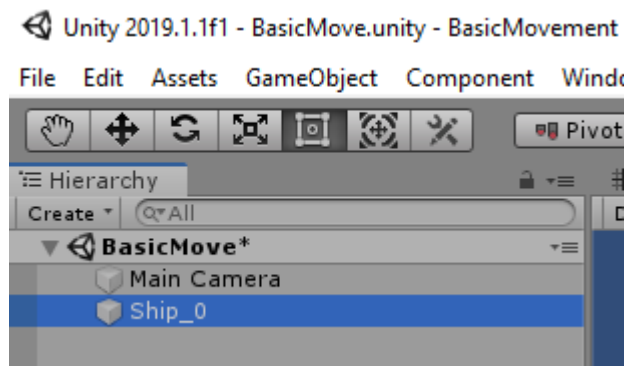 Unity 2019.1.1f1 - BasicMove.unity - BasicMovement
File Edit Assets GameObject Component
Pivot
Hierarchy
Create All
BasicMove*
Main Camera
Ship_0